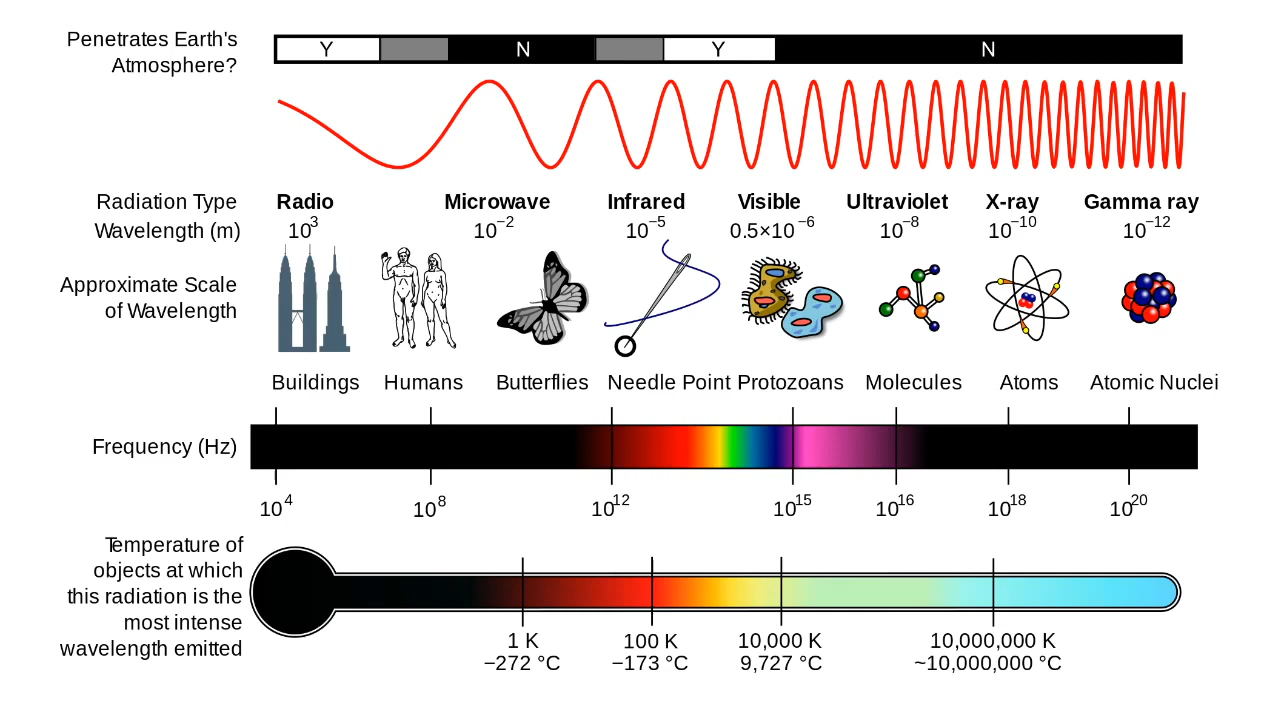 Penetrates Earth's
Atmosphere?
Y N Y N
Radiation Type
Radio Microwave Infrared Visible Ultraviolet X-ray Gamma ray
Wavelength (m)
10³ 10⁻² 10⁻⁵ 0.5×10⁻⁶ 10⁻⁸ 10⁻¹⁰ 10⁻¹²
Approximate Scale
of Wavelength
Buildings Humans Butterflies Needle Point Protozoans Molecules Atoms Atomic Nuclei
Frequency (Hz)
10⁴ 10⁸ 10¹² 10¹⁵ 10¹⁶ 10¹⁸ 10²⁰
Temperature of
objects at which
this radiation is the
most intense
wavelength emitted
1 K 100 K 10,000 K 10,000,000 K
−272 °C −173 °C 9,727 °C ~10,000,000 °C